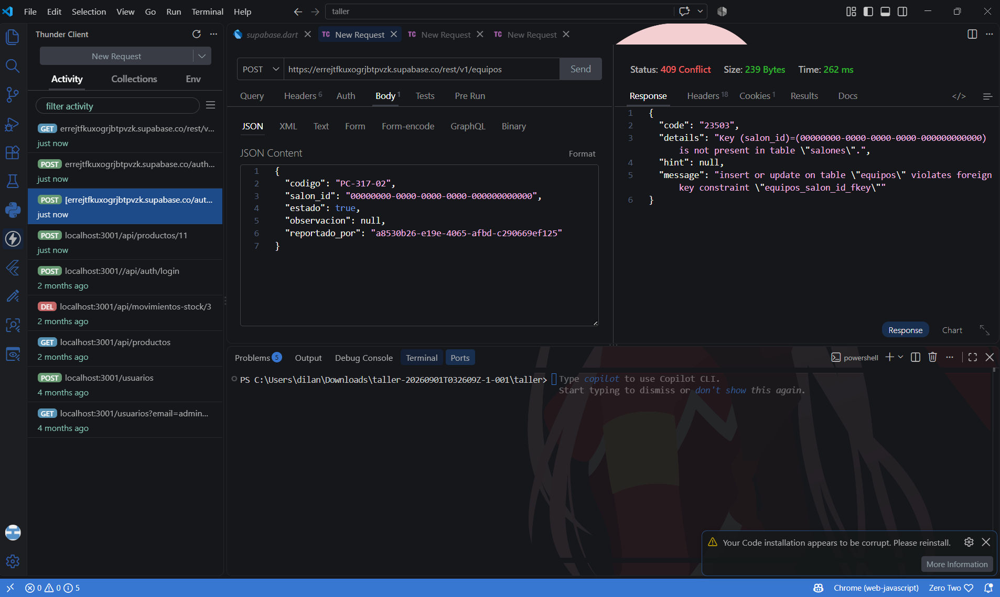 File Edit Selection View Go Run Terminal Help
taller
Thunder Client
New Request
Activity Collections Env
filter activity
GET errejtfkuxogrjbtpvzk.supabase.co/rest/v...
just now
POST errejtfkuxogrjbtpvzk.supabase.co/auth...
just now
POST [errejtfkuxogrjbtpvzk.supabase.co/aut...
just now
POST localhost:3001/api/productos/11
just now
POST localhost:3001//api/auth/login
2 months ago
DEL localhost:3001/api/movimientos-stock/3
2 months ago
GET localhost:3001/api/productos
2 months ago
POST localhost:3001/usuarios
4 months ago
GET localhost:3001/usuarios?email=admin...
4 months ago
supabase.dart TC New Request TC New Request TC New Request
POST https://errejtfkuxogrjbtpvzk.supabase.co/rest/v1/equipos Send
Query Headers 6 Auth Body 1 Tests Pre Run
JSON XML Text Form Form-encode GraphQL Binary
JSON Content Format
1 {
2 "codigo": "PC-317-02",
3 "salon_id": "00000000-0000-0000-0000-000000000000",
4 "estado": true,
5 "observacion": null,
6 "reportado_por": "a8530b26-e19e-4065-afbd-c290669ef125"
7 }
Status: 409 Conflict Size: 239 Bytes Time: 262 ms
Response Headers 18 Cookies 1 Results Docs </>
1 {
2 "code": "23503",
3 "details": "Key (salon_id)=(00000000-0000-0000-0000-000000000000)
is not present in table \"salones\".",
4 "hint": null,
5 "message": "insert or update on table \"equipos\" violates foreign
key constraint \"equipos_salon_id_fkey\""
6 }
Response Chart
Problems 5 Output Debug Console Terminal Ports
powershell
PS C:\Users\dilan\Downloads\taller-20260901T032609Z-1-001\taller> Type copilot to use Copilot CLI.
Start typing to dismiss or don't show this again.
Your Code installation appears to be corrupt. Please reinstall.
More Information
0 0 5
Chrome (web-javascript) Zero Two